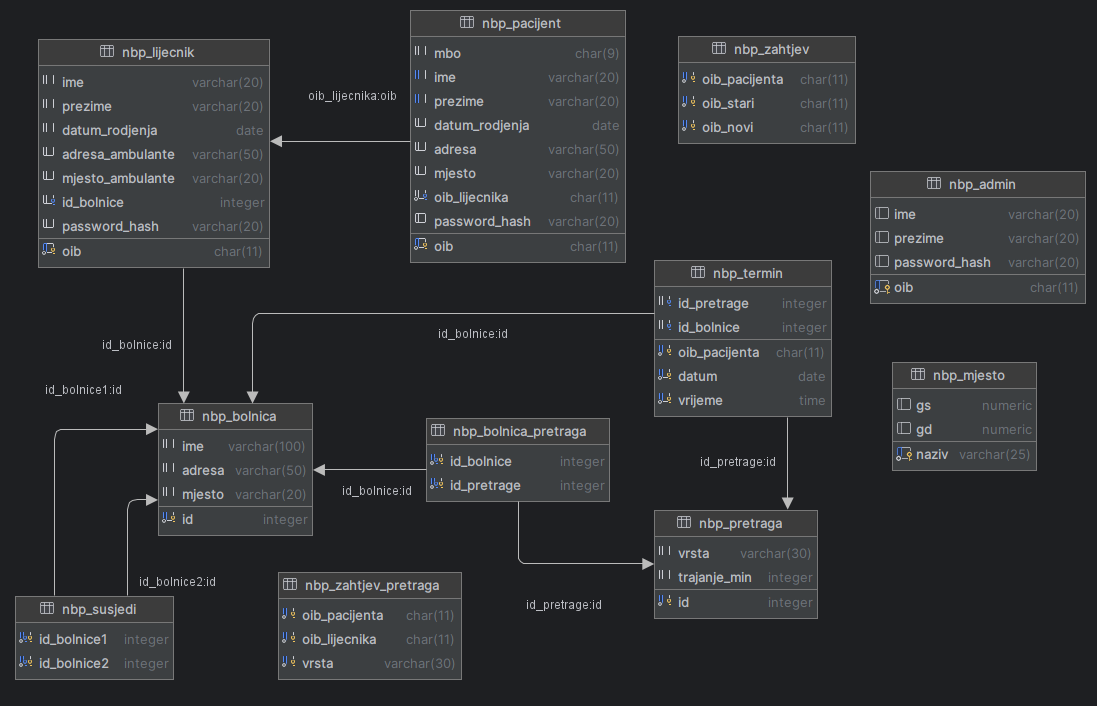 nbp_lijecnik
ime varchar(20)
prezime varchar(20)
datum_rodjenja date
adresa_ambulante varchar(50)
mjesto_ambulante varchar(20)
id_bolnice integer
password_hash varchar(20)
oib char(11)
oib_lijecnika:oib
nbp_pacijent
mbo char(9)
ime varchar(20)
prezime varchar(20)
datum_rodjenja date
adresa varchar(50)
mjesto varchar(20)
oib_lijecnika char(11)
password_hash varchar(20)
oib char(11)
nbp_zahtjev
oib_pacijenta char(11)
oib_stari char(11)
oib_novi char(11)
nbp_admin
ime varchar(20)
prezime varchar(20)
password_hash varchar(20)
oib char(11)
nbp_termin
id_pretrage integer
id_bolnice integer
oib_pacijenta char(11)
datum date
vrijeme time
id_bolnice:id
id_bolnice:id
id_bolnice1:id
nbp_mjesto
gs numeric
gd numeric
naziv varchar(25)
nbp_bolnica
ime varchar(100)
adresa varchar(50)
mjesto varchar(20)
id integer
nbp_bolnica_pretraga
id_bolnice integer
id_pretrage integer
id_bolnice:id
id_pretrage:id
nbp_pretraga
vrsta varchar(30)
trajanje_min integer
id integer
id_bolnice2:id
id_pretrage:id
nbp_susjedi
id_bolnice1 integer
id_bolnice2 integer
nbp_zahtjev_pretraga
oib_pacijenta char(11)
oib_lijecnika char(11)
vrsta varchar(30)